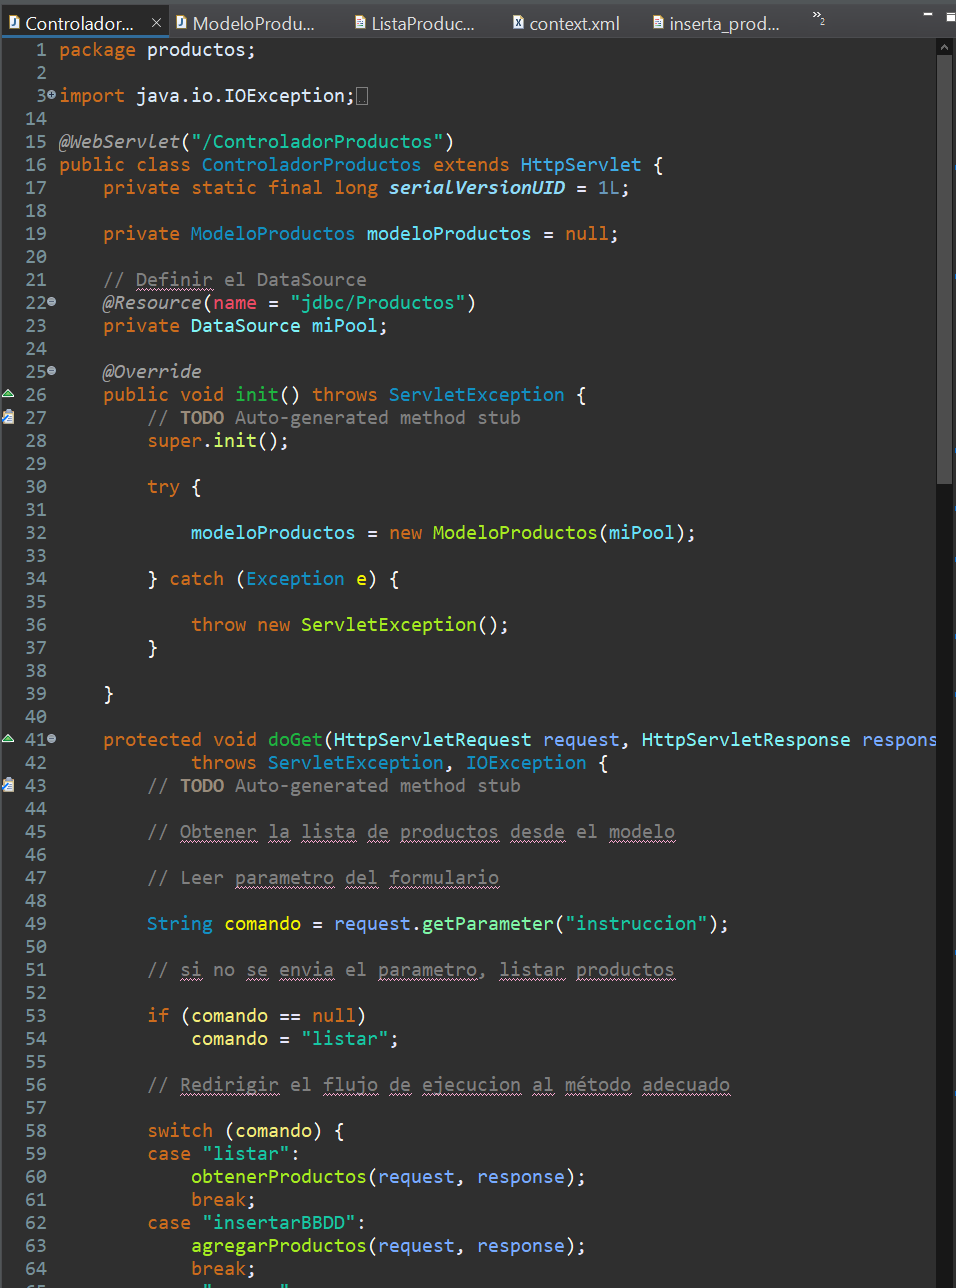 Controlador... ModeloProdu... ListaProduc... context.xml inserta_prod... »2
1 package productos;
2
3 import java.io.IOException;
14
15 @WebServlet("/ControladorProductos")
16 public class ControladorProductos extends HttpServlet {
17 private static final long serialVersionUID = 1L;
18
19 private ModeloProductos modeloProductos = null;
20
21 // Definir el DataSource
22 @Resource(name = "jdbc/Productos")
23 private DataSource miPool;
24
25 @Override
26 public void init() throws ServletException {
27 // TODO Auto-generated method stub
28 super.init();
29
30 try {
31
32 modeloProductos = new ModeloProductos(miPool);
33
34 } catch (Exception e) {
35
36 throw new ServletException();
37 }
38
39 }
40
41 protected void doGet(HttpServletRequest request, HttpServletResponse respons
42 throws ServletException, IOException {
43 // TODO Auto-generated method stub
44
45 // Obtener la lista de productos desde el modelo
46
47 // Leer parametro del formulario
48
49 String comando = request.getParameter("instruccion");
50
51 // si no se envia el parametro, listar productos
52
53 if (comando == null)
54 comando = "listar";
55
56 // Redirigir el flujo de ejecucion al método adecuado
57
58 switch (comando) {
59 case "listar":
60 obtenerProductos(request, response);
61 break;
62 case "insertarBBDD":
63 agregarProductos(request, response);
64 break;